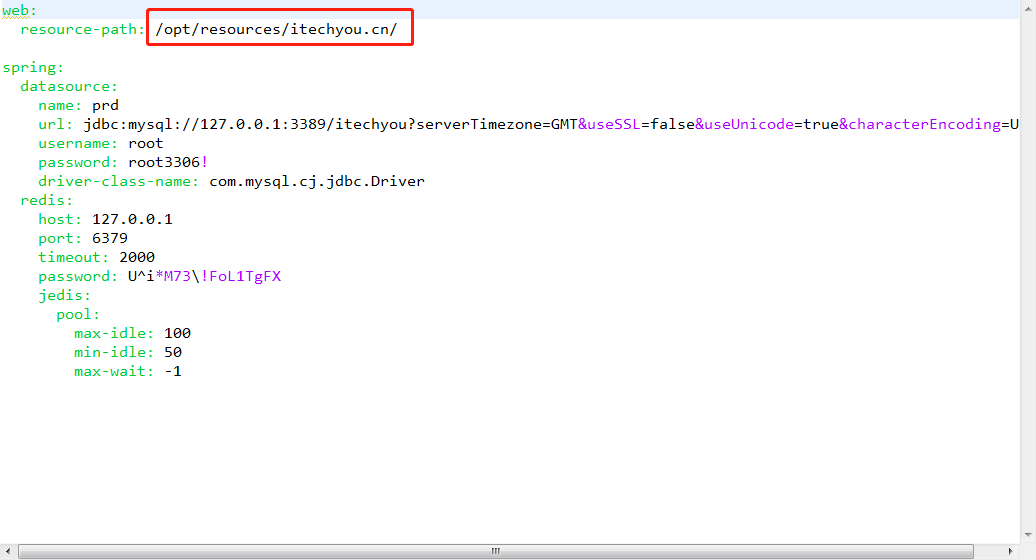 web:
  resource-path: /opt/resources/itechyou.cn/
spring:
  datasource:
    name: prd
    url: jdbc:mysql://127.0.0.1:3389/itechyou?serverTimezone=GMT&useSSL=false&useUnicode=true&characterEncoding=U
    username: root
    password: root3306!
    driver-class-name: com.mysql.cj.jdbc.Driver
  redis:
    host: 127.0.0.1
    port: 6379
    timeout: 2000
    password: U^i*M73\!FoL1TgFX
    jedis:
      pool:
        max-idle: 100
        min-idle: 50
        max-wait: -1